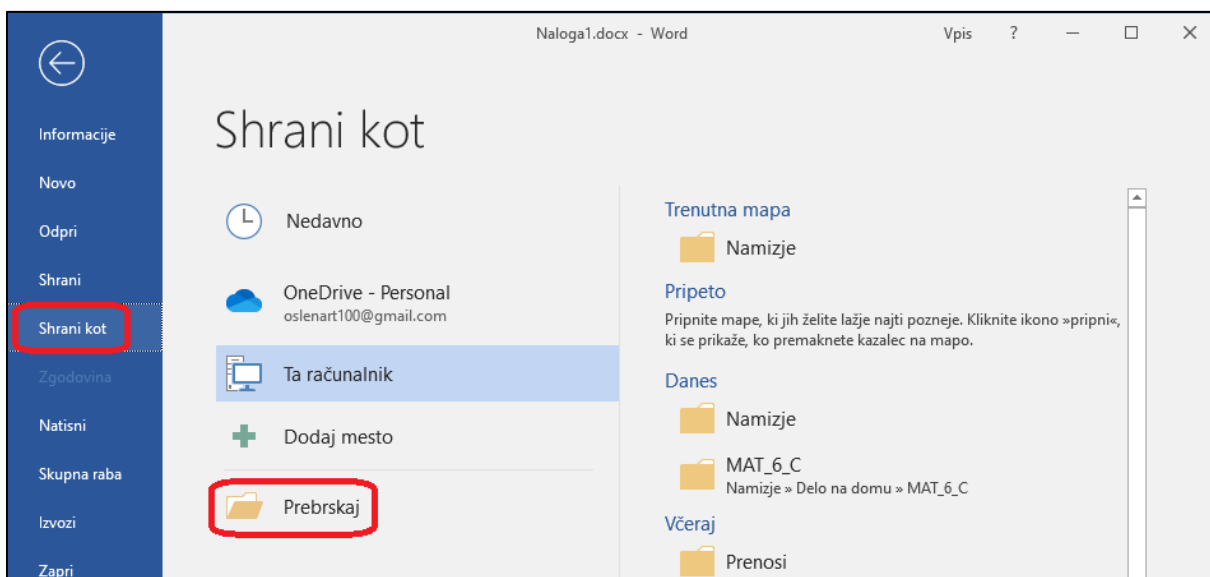 Naloga1.docx - Word
Vpis ?
Informacije
Novo
Odpri
Shrani
Shrani kot
Zgodovina
Natisni
Skupna raba
Izvozi
Zapri
Shrani kot
Nedavno
OneDrive - Personal
oslenart100@gmail.com
Ta računalnik
Dodaj mesto
Prebrskaj
Trenutna mapa
Namizje
Pripeto
Pripnite mape, ki jih želite lažje najti pozneje. Kliknite ikono »pripni«,
ki se prikaže, ko premaknete kazalec na mapo.
Danes
Namizje
MAT_6_C
Namizje » Delo na domu » MAT_6_C
Včeraj
Prenosi